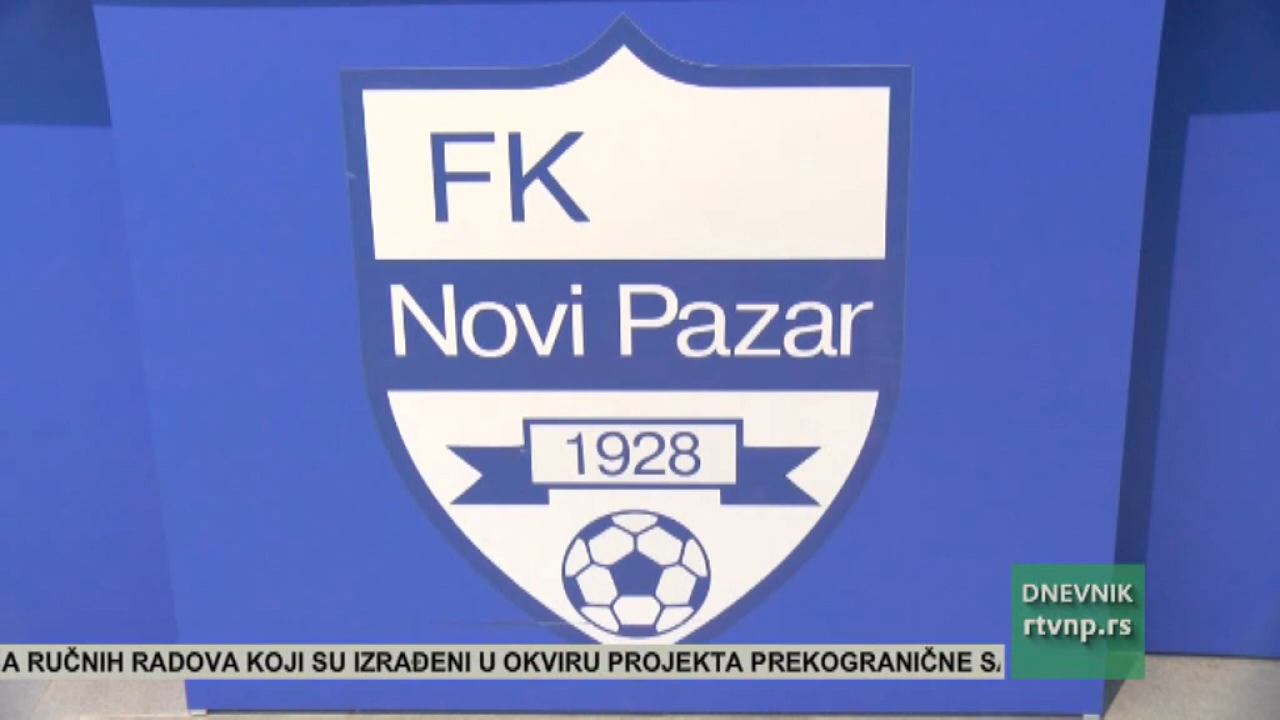 FK
Novi Pazar
1928
DNEVNIK
rtvnp.rs
A RUČNIH RADOVA KOJI SU IZRAĐENI U OKVIRU PROJEKTA PREKOGRANIČNE